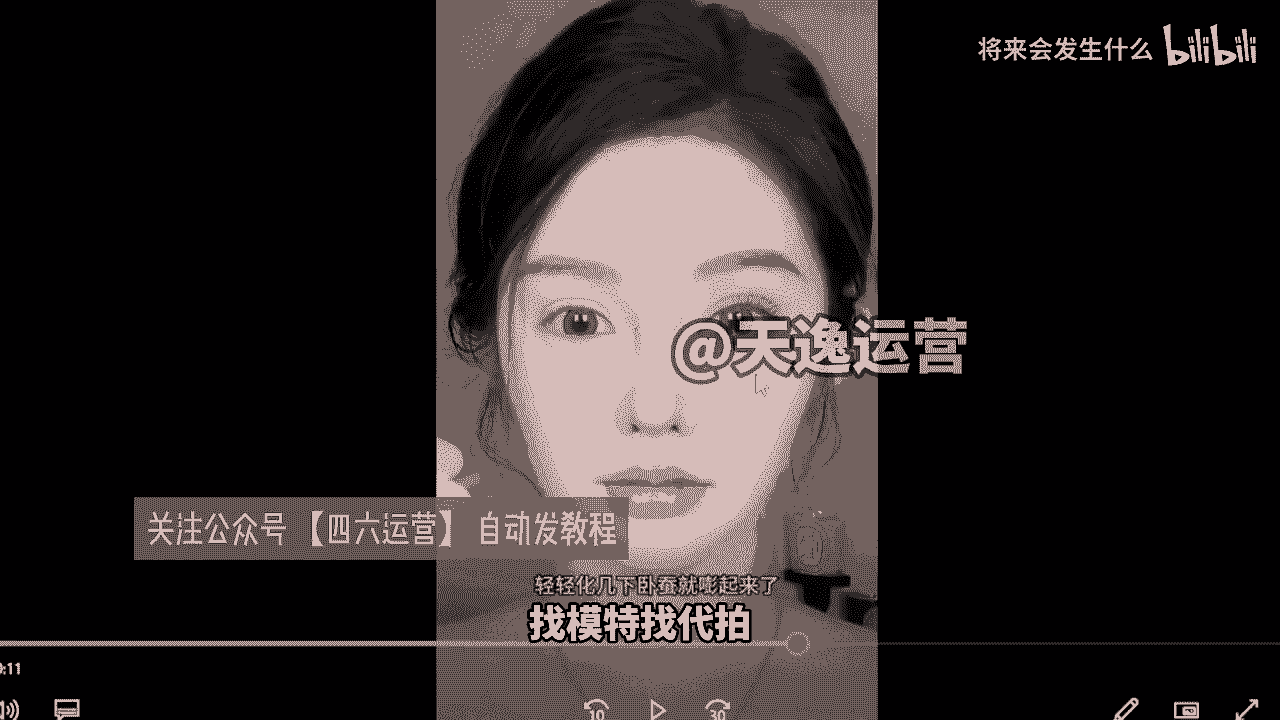 将来会发生什么 bilibili
@天逸运营
关注公众号【四六运营】 自动发教程
轻轻化几下卧蚕就嘭起来了
找模特找代拍
10
30